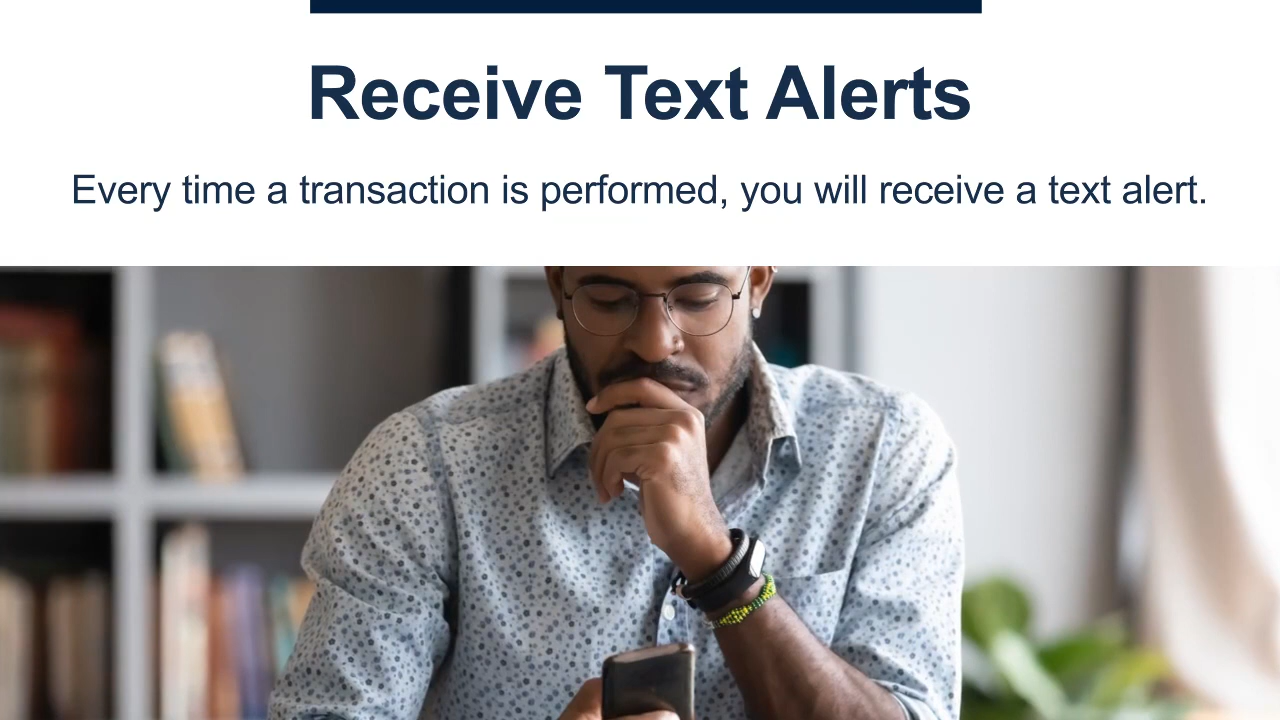 Receive Text Alerts
Every time a transaction is performed, you will receive a text alert.